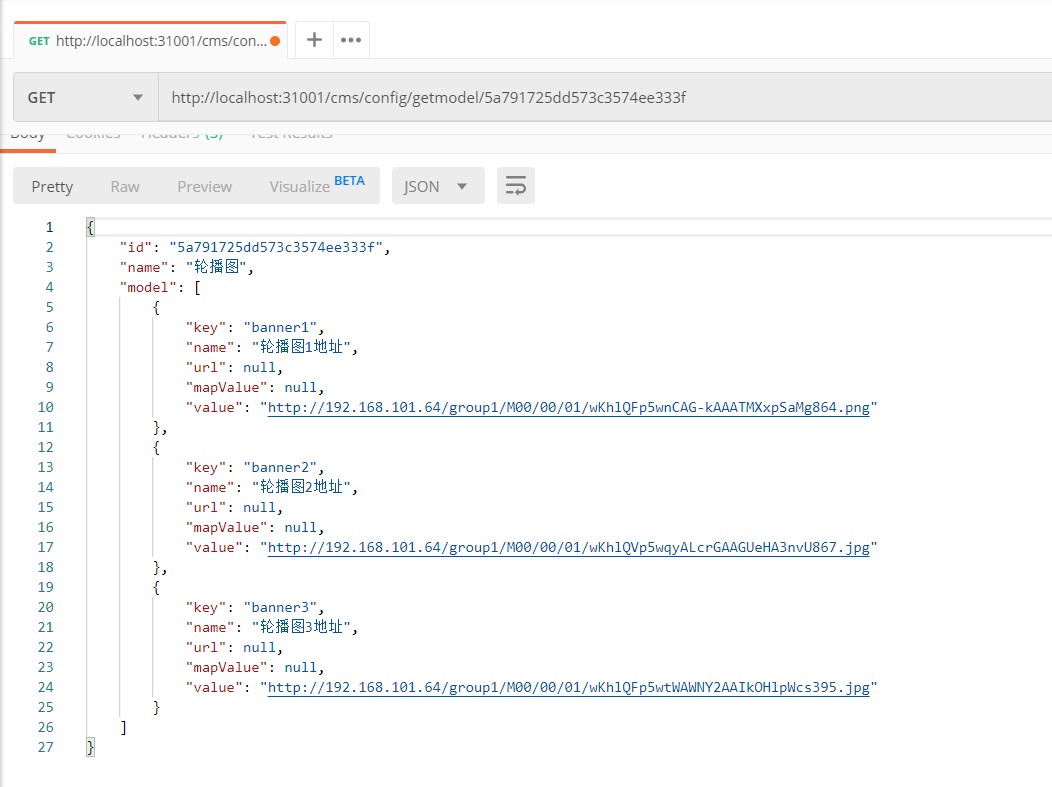 GET http://localhost:31001/cms/con...
GET http://localhost:31001/cms/config/getmodel/5a791725dd573c3574ee333f
Body Cookies Headers (3) Test Results
Pretty Raw Preview Visualize BETA JSON
1 {
2 "id": "5a791725dd573c3574ee333f",
3 "name": "轮播图",
4 "model": [
5 {
6 "key": "banner1",
7 "name": "轮播图1地址",
8 "url": null,
9 "mapValue": null,
10 "value": "http://192.168.101.64/group1/M00/00/01/wKhlQFp5wnCAG-kAAATMXxpSaMg864.png"
11 },
12 {
13 "key": "banner2",
14 "name": "轮播图2地址",
15 "url": null,
16 "mapValue": null,
17 "value": "http://192.168.101.64/group1/M00/00/01/wKhlQVp5wqyALcrGAAGUeHA3nvU867.jpg"
18 },
19 {
20 "key": "banner3",
21 "name": "轮播图3地址",
22 "url": null,
23 "mapValue": null,
24 "value": "http://192.168.101.64/group1/M00/00/01/wKhlQFp5wtWAWNY2AAIkOHlpWcs395.jpg"
25 }
26 ]
27 }